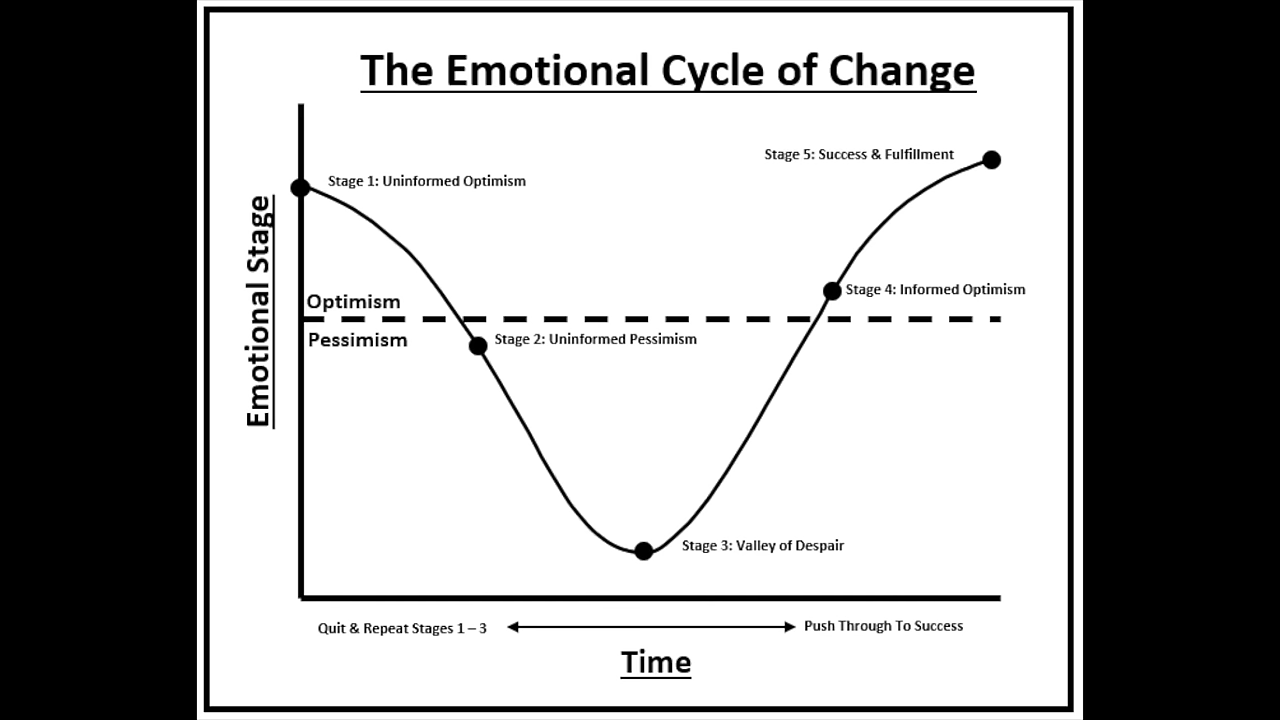 The Emotional Cycle of Change
Emotional Stage
Stage 5: Success & Fulfillment
Stage 1: Uninformed Optimism
Stage 4: Informed Optimism
Optimism
Pessimism
Stage 2: Uninformed Pessimism
Stage 3: Valley of Despair
Quit & Repeat Stages 1 – 3
Push Through To Success
Time